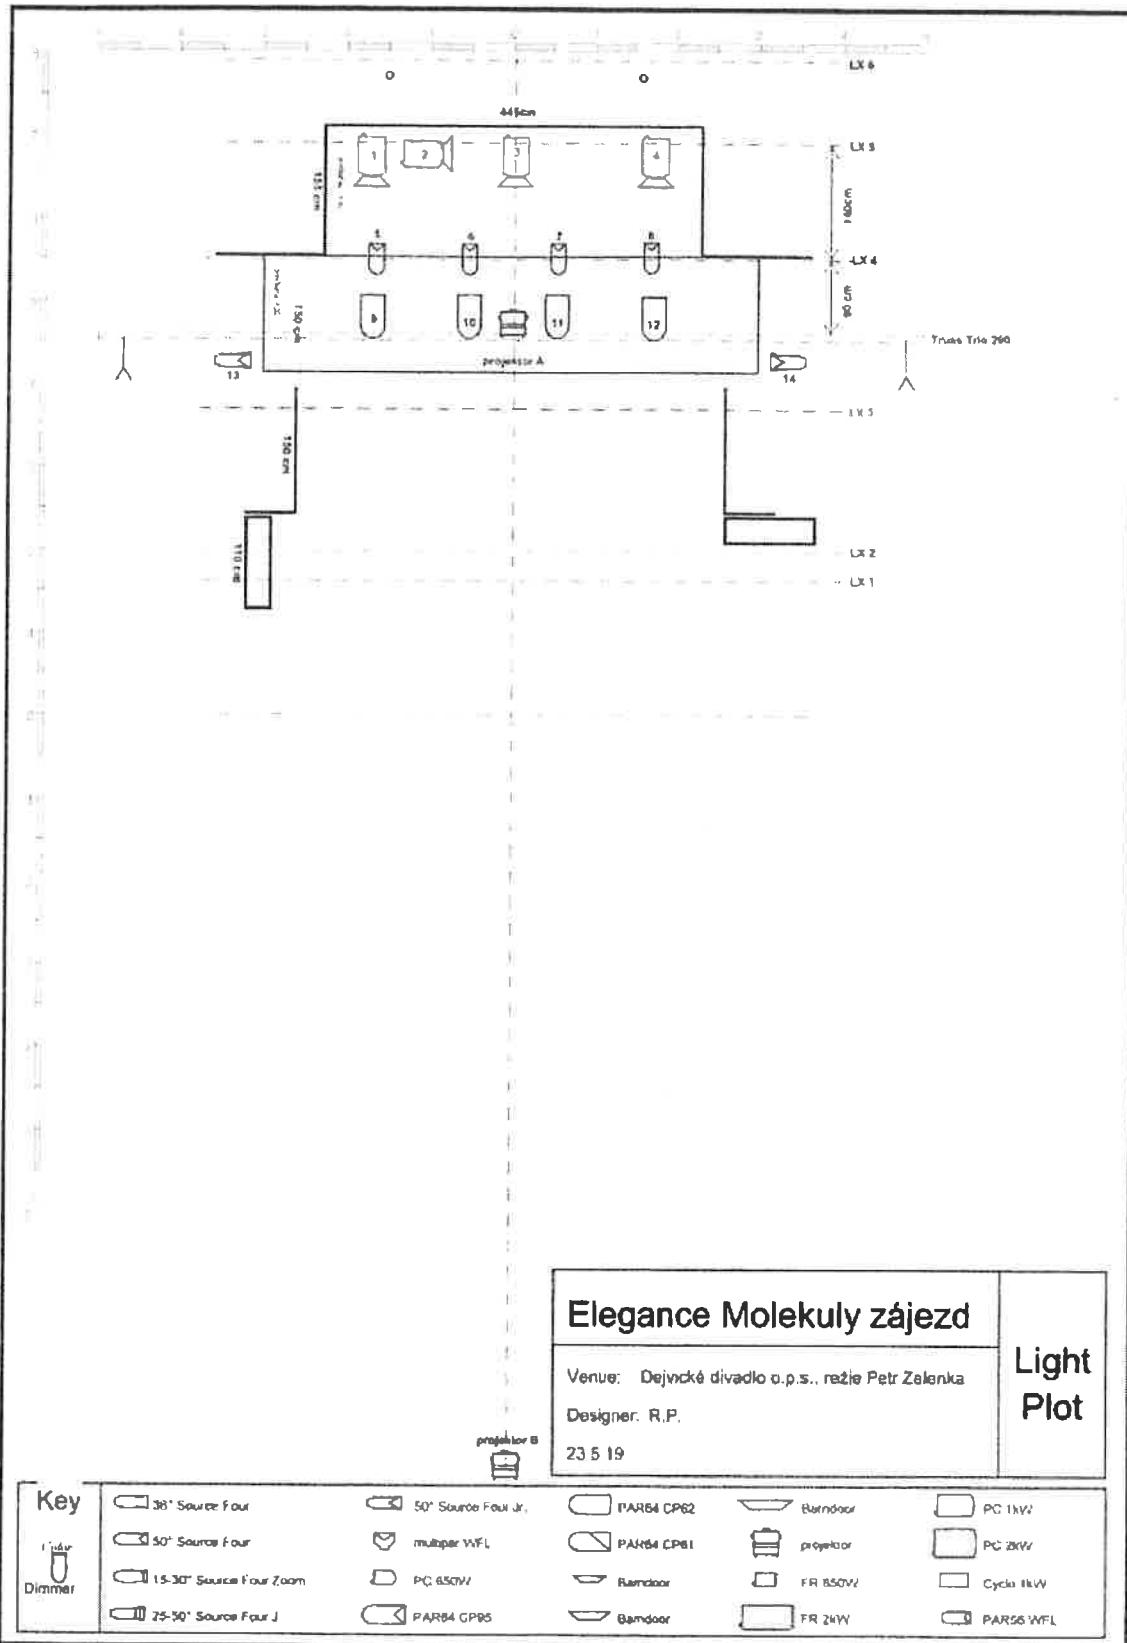 LX 6
445cm
LX 5
1
2
3
4
155 cm
140cm
5
6
7
8
LX 4
90 cm
150 cm
9
10
11
12
Truss Trio 290
projektor A
13
14
150 cm
110 cm
LX 2
LX 1
Elegance Molekuly zájezd
Light
Plot
Venue: Dejvické divadlo o.p.s., režie Petr Zelenka
Designer: R.P.
23 5 19
projektor B
Key
Dimmer
36° Source Four
50° Source Four Jr.
PAR64 CP62
Barndoor
PC 1kW
50° Source Four
multipar WFL
PAR64 CP61
projektor
PC 2kW
15-30° Source Four Zoom
PC 650W
Barndoor
FR 650W
Cyclo 1kW
25-50° Source Four J
PAR64 CP95
Barndoor
FR 2kW
PAR56 WFL